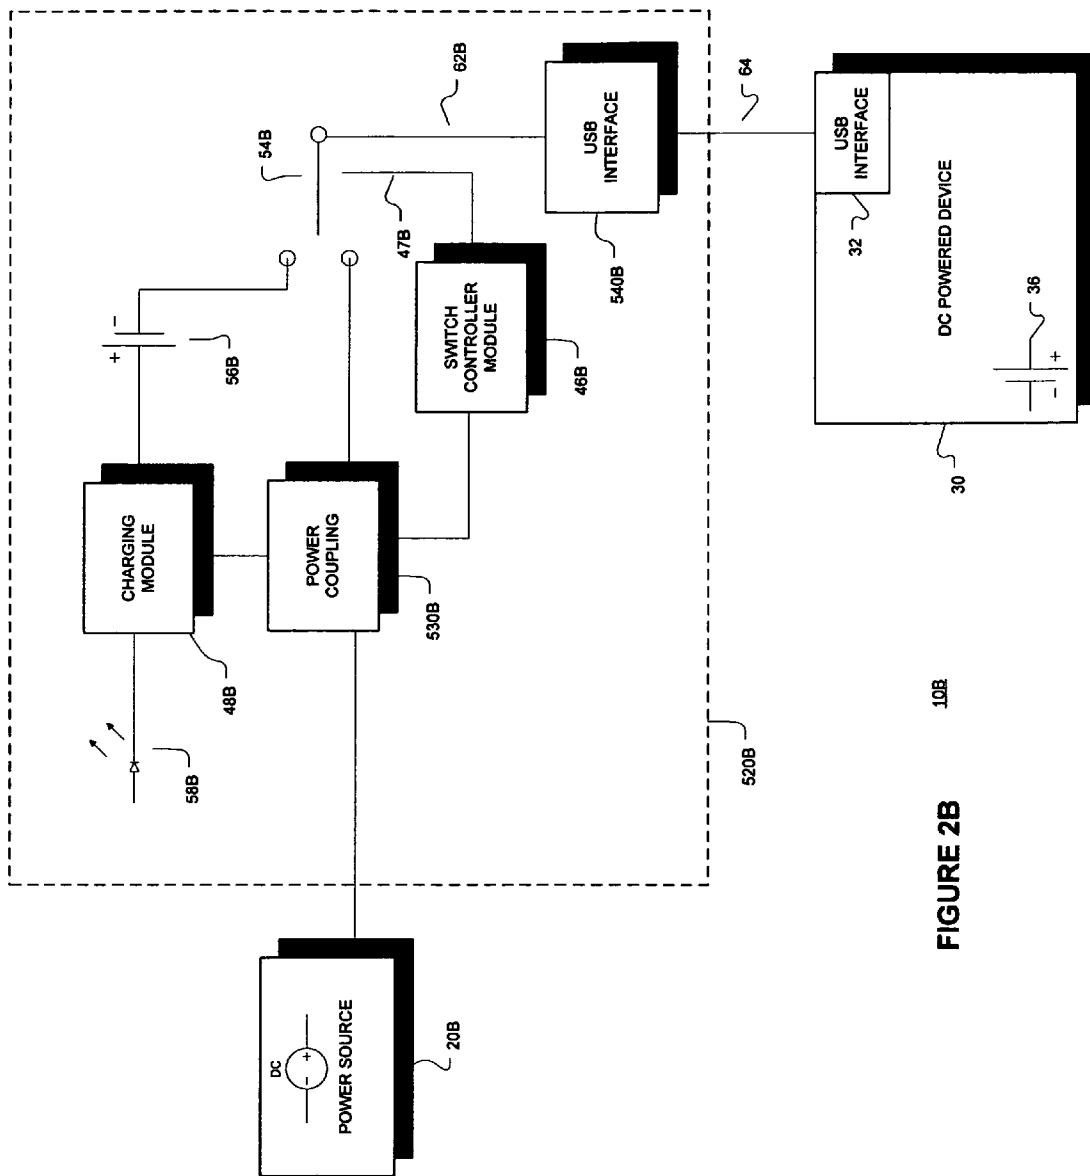 DC
- +
POWER SOURCE
20B
58B
CHARGING
MODULE
48B
+ -
56B
POWER
COUPLING
530B
54B
47B
62B
SWITCH
CONTROLLER
MODULE
46B
USB
INTERFACE
540B
520B
64
USB
INTERFACE
32
DC POWERED DEVICE
36
- +
30
10B
FIGURE 2B